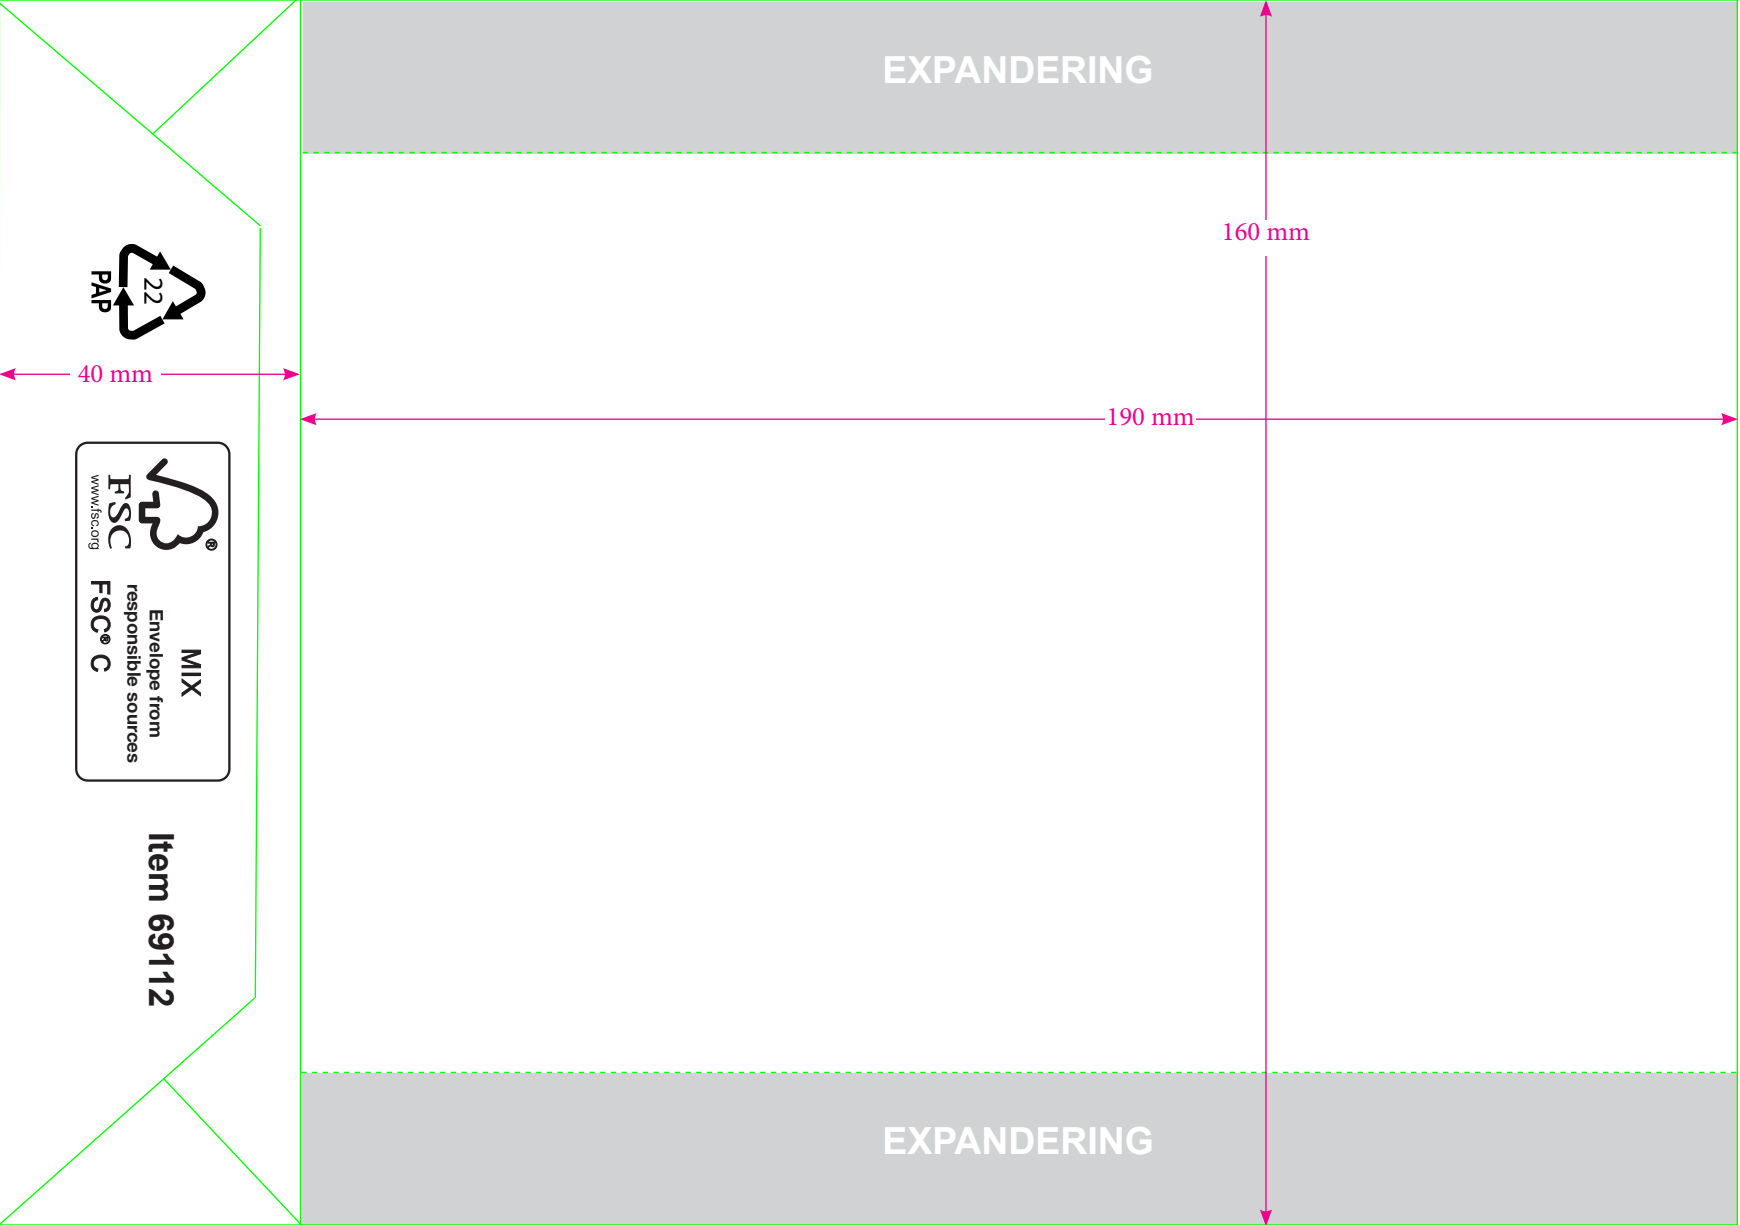 EXPANDERING
160 mm
22
PAP
40 mm
190 mm
®
FSC
www.fsc.org
MIX
Envelope from
responsible sources
FSC® C
Item 69112
EXPANDERING